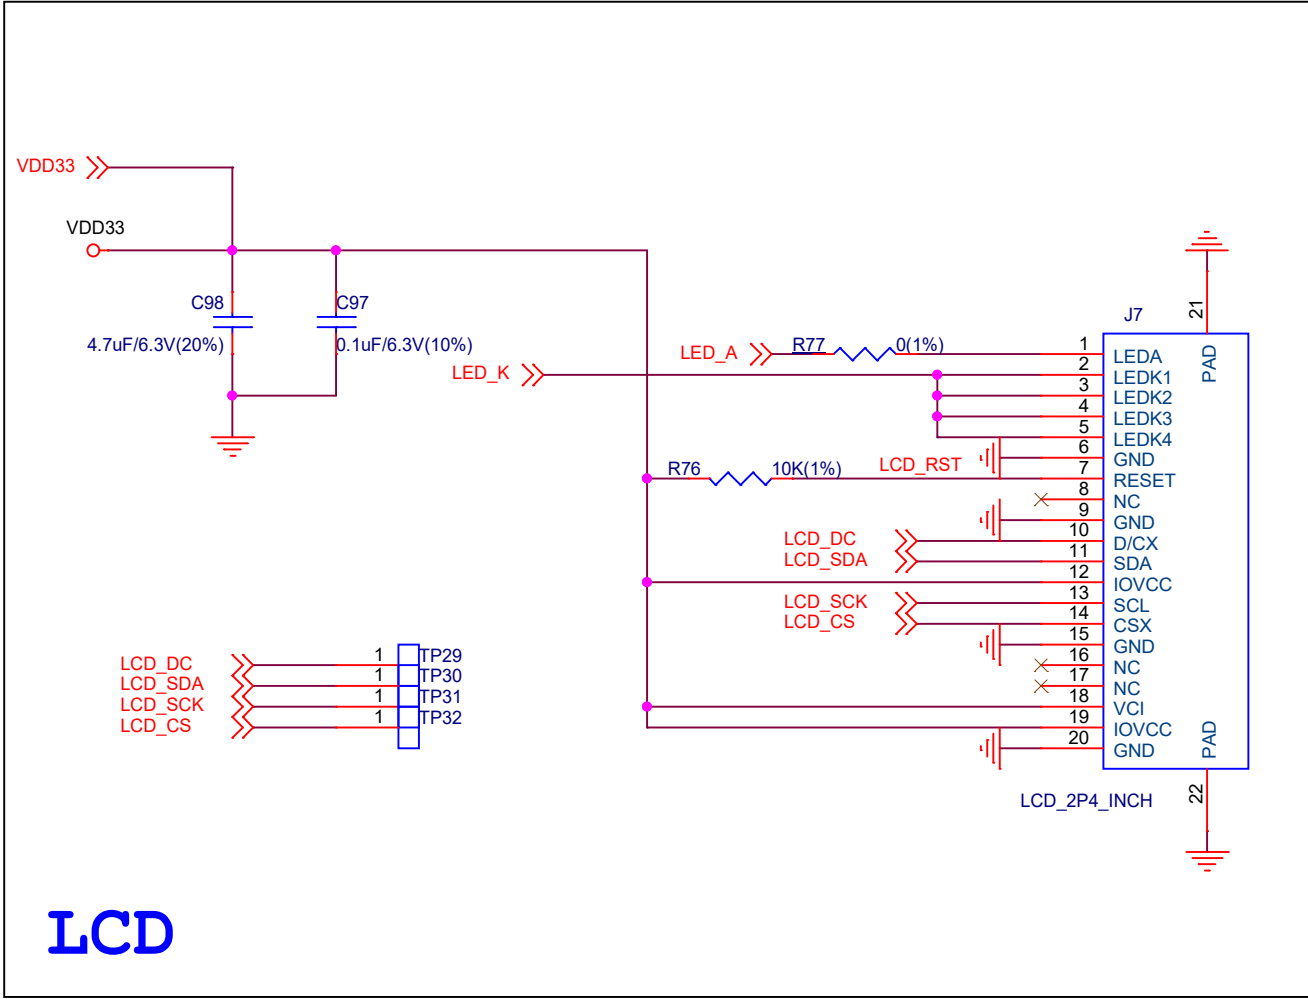 VDD33
VDD33
C98
C97
4.7uF/6.3V(20%)
0.1uF/6.3V(10%)
LED_K
LED_A
R77
0(1%)
R76
10K(1%)
LCD_RST
LCD_DC
LCD_SDA
LCD_SCK
LCD_CS
J7
21
PAD
1
LEDA
2
LEDK1
3
LEDK2
4
LEDK3
5
LEDK4
6
GND
7
RESET
8
NC
9
GND
10
D/CX
11
SDA
12
IOVCC
13
SCL
14
CSX
15
GND
16
NC
17
NC
18
VCI
19
IOVCC
20
GND
PAD
22
LCD_2P4_INCH
LCD_DC
1
TP29
LCD_SDA
1
TP30
LCD_SCK
1
TP31
LCD_CS
1
TP32
LCD